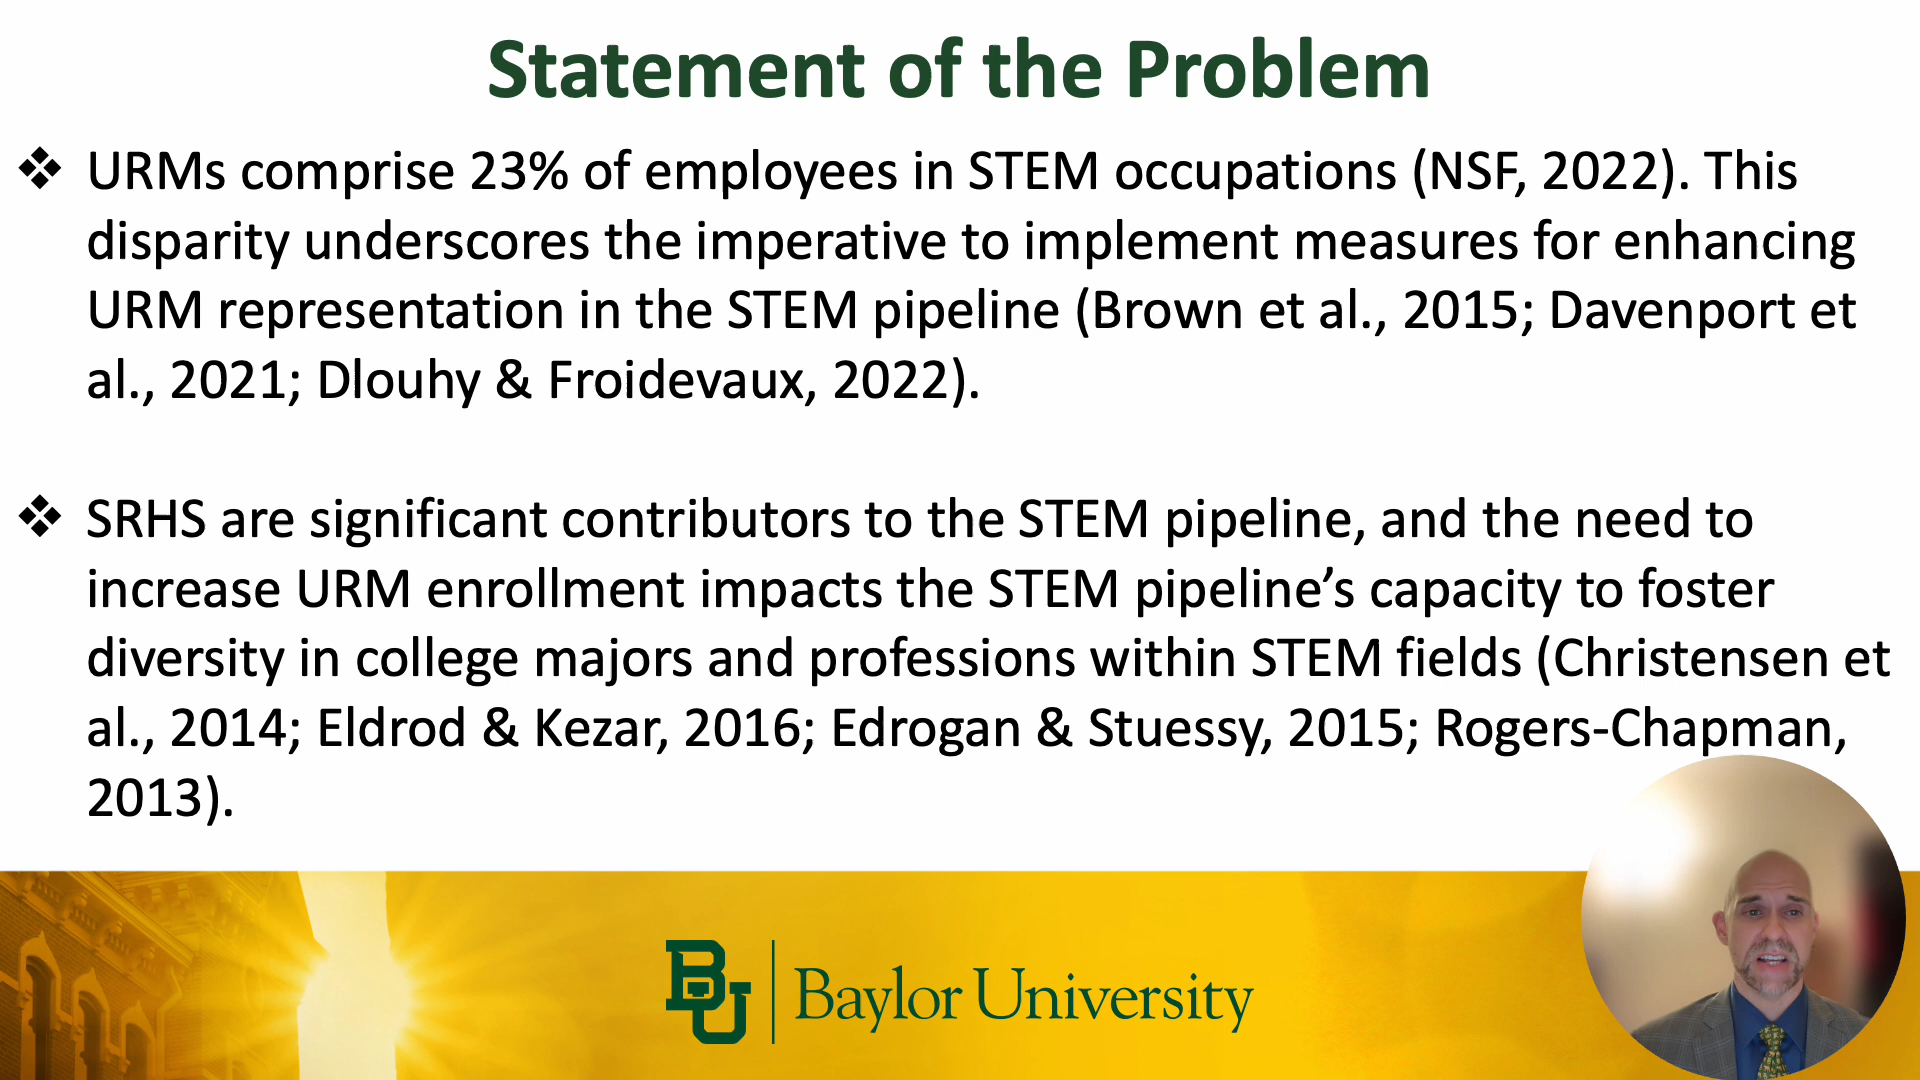 Statement of the Problem
❖ URMs comprise 23% of employees in STEM occupations (NSF, 2022). This
disparity underscores the imperative to implement measures for enhancing
URM representation in the STEM pipeline (Brown et al., 2015; Davenport et
al., 2021; Dlouhy & Froidevaux, 2022).
❖ SRHS are significant contributors to the STEM pipeline, and the need to
increase URM enrollment impacts the STEM pipeline’s capacity to foster
diversity in college majors and professions within STEM fields (Christensen et
al., 2014; Eldrod & Kezar, 2016; Edrogan & Stuessy, 2015; Rogers-Chapman,
2013).
BU | Baylor University